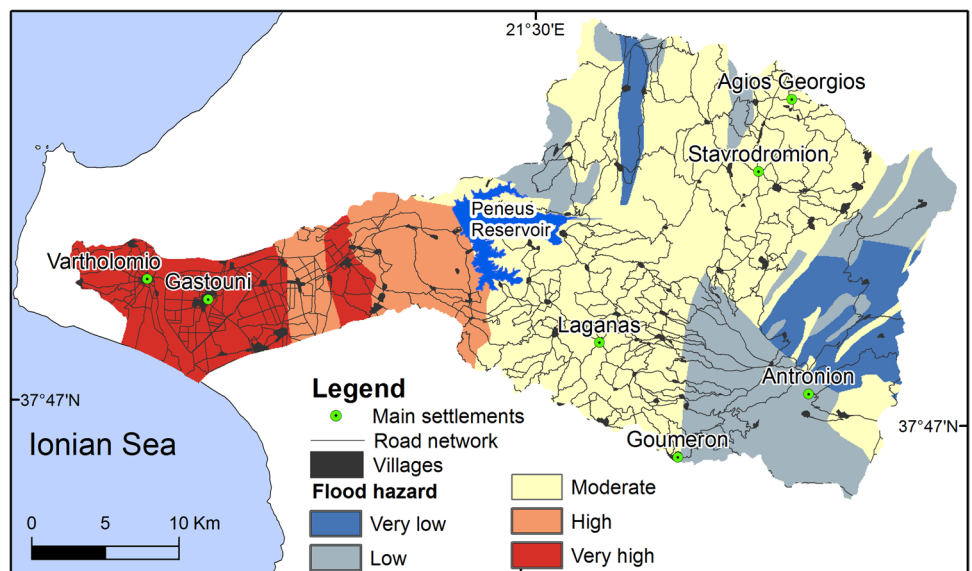 21°30'E
Agios Georgios
Stavrodromion
Peneus
Reservoir
Vartholomio
Gastouni
Laganas
Antronion
Goumeron
37°47'N
37°47'N
Ionian Sea
Legend
Main settlements
Road network
Villages
Flood hazard
Very low
Low
Moderate
High
Very high
0 5 10 Km